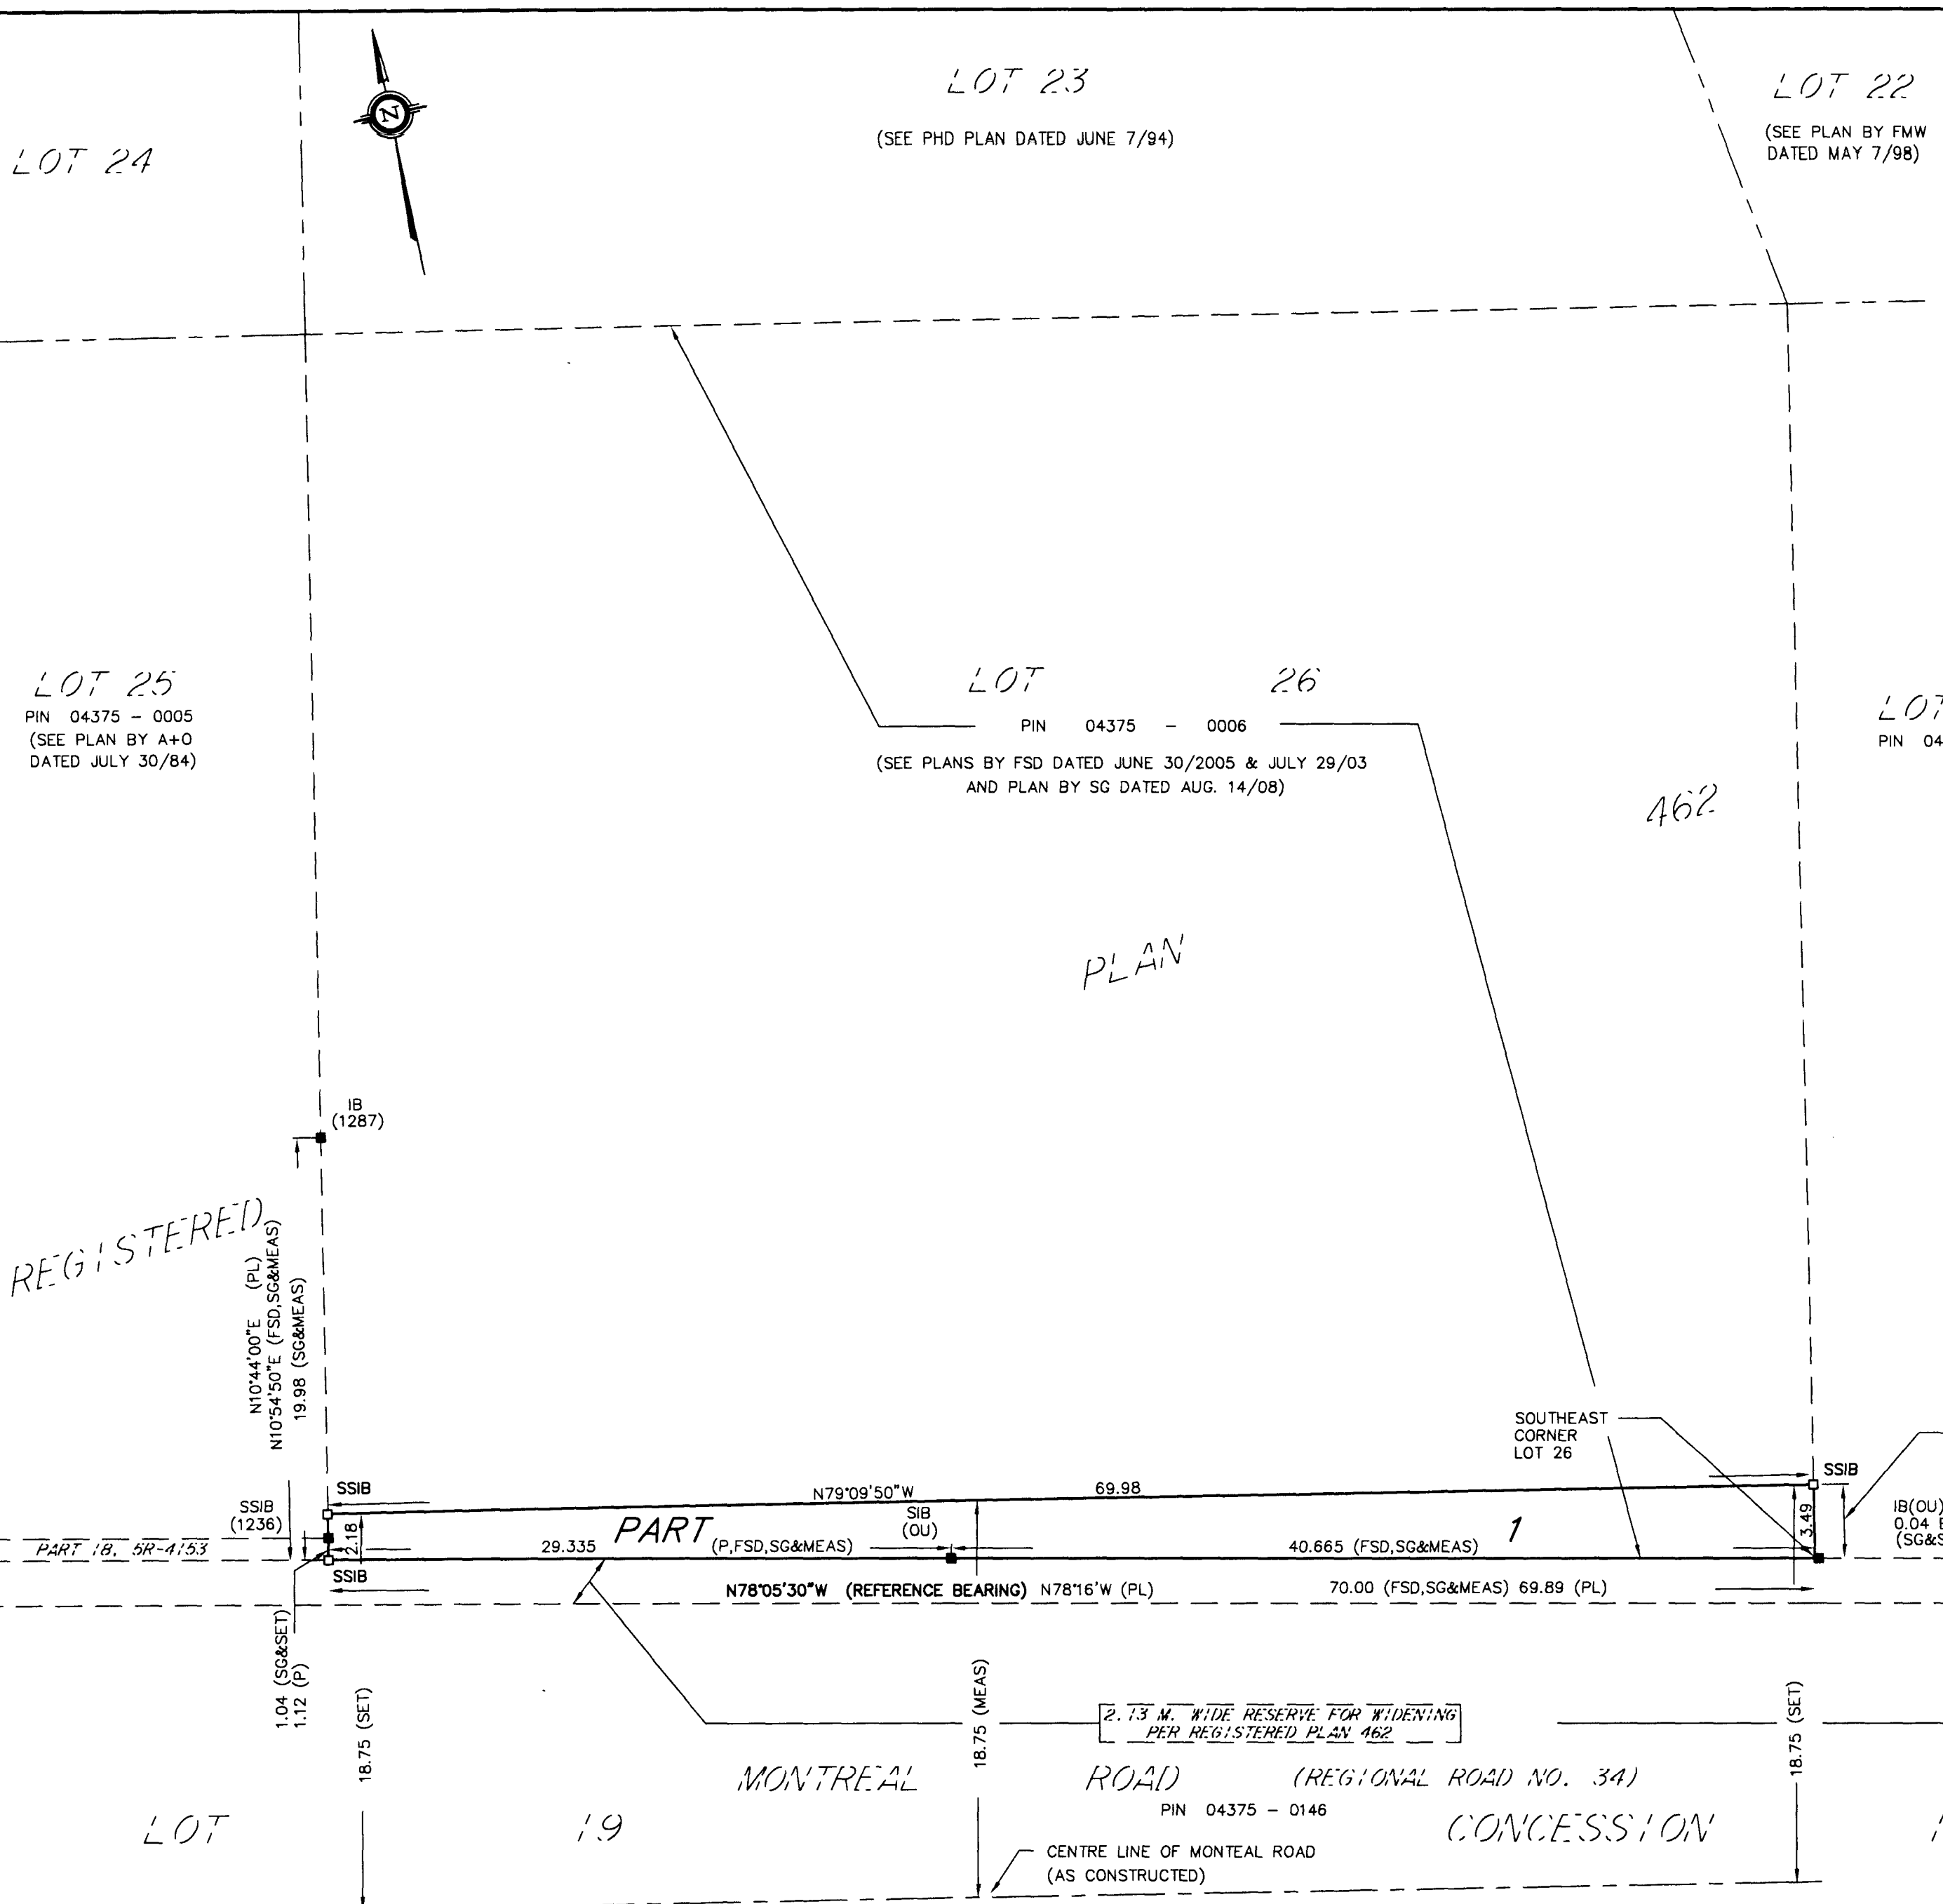 LOT 24
N
LOT 23
(SEE PHD PLAN DATED JUNE 7/94)
LOT 22
(SEE PLAN BY FMW
DATED MAY 7/98)
LOT 25
PIN 04375 - 0005
(SEE PLAN BY A+O
DATED JULY 30/84)
LOT 26
PIN 04375 - 0006
(SEE PLANS BY FSD DATED JUNE 30/2005 & JULY 29/03
AND PLAN BY SG DATED AUG. 14/08)
LOT
PIN 04
462
PLAN
REGISTERED
IB
(1287)
N10°44'00"E (PL)
N10°54'50"E (FSD,SG&MEAS)
19.98 (SG&MEAS)
SOUTHEAST
CORNER
LOT 26
SSIB
SSIB
(1236)
SSIB
N79°09'50"W 69.98
SIB
(OU)
PART 1
2.18
3.49
IB(OU)
0.04
(SG&
PART 18, 5R-4153
29.335 (P,FSD,SG&MEAS)
40.665 (FSD,SG&MEAS)
SSIB
N78°05'30"W (REFERENCE BEARING) N78°16'W (PL)
70.00 (FSD,SG&MEAS) 69.89 (PL)
1.04 (SG&SET)
1.12 (P)
18.75 (SET)
18.75 (MEAS)
18.75 (SET)
2.13 M. WIDE RESERVE FOR WIDENING
PER REGISTERED PLAN 462
MONTREAL ROAD (REGIONAL ROAD NO. 34)
PIN 04375 - 0146
LOT 19 CONCESSION
CENTRE LINE OF MONTEAL ROAD
(AS CONSTRUCTED)